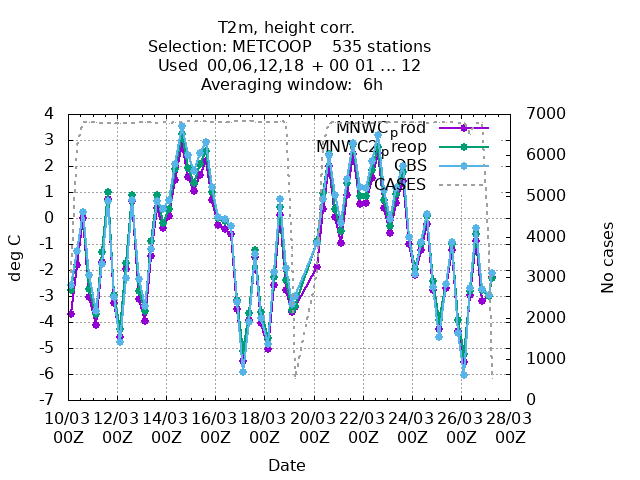 T2m, height corr.
Selection: METCOOP 535 stations
Used 00,06,12,18 + 00 01 ... 12
Averaging window: 6h
4
3
2
1
0
-1
-2
-3
-4
-5
-6
-7
deg C
7000
6000
5000
4000
3000
2000
1000
0
No cases
MNWC_prod
MNWC2_preop
OBS
CASES
10/03 12/03 14/03 16/03 18/03 20/03 22/03 24/03 26/03 28/03
00Z 00Z 00Z 00Z 00Z 00Z 00Z 00Z 00Z 00Z
Date